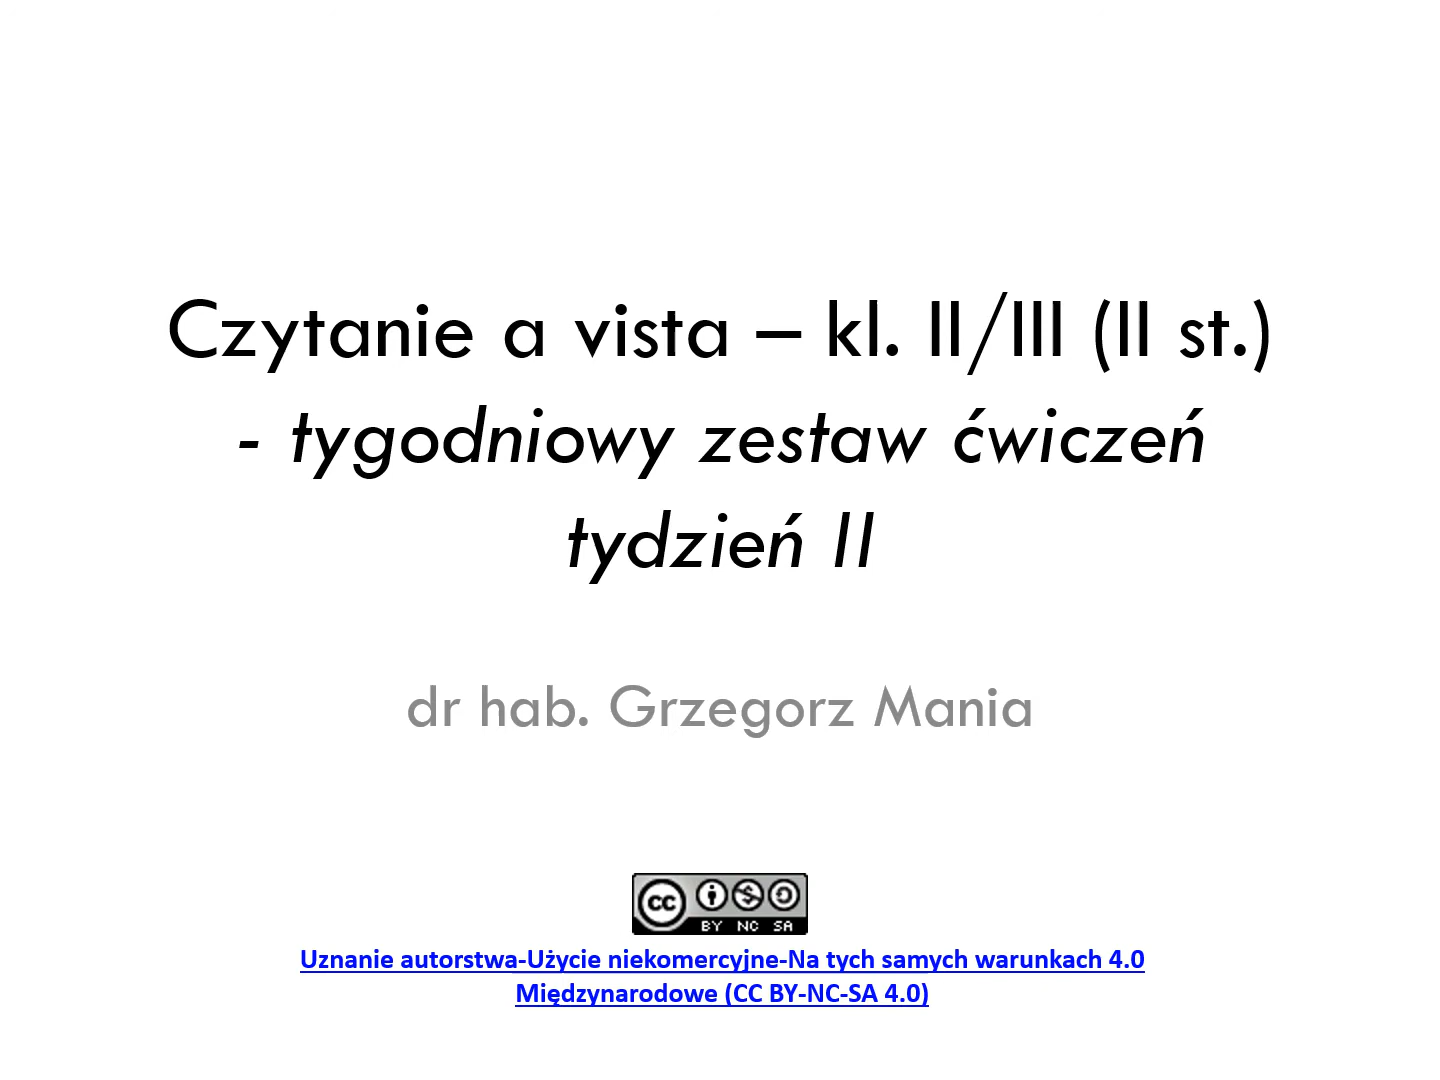 Czytanie a vista – kl. II/III (II st.)
- tygodniowy zestaw ćwiczeń
tydzień II
dr hab. Grzegorz Mania
cc
BY NC SA
Uznanie autorstwa-Użycie niekomercyjne-Na tych samych warunkach 4.0
Międzynarodowe (CC BY-NC-SA 4.0)